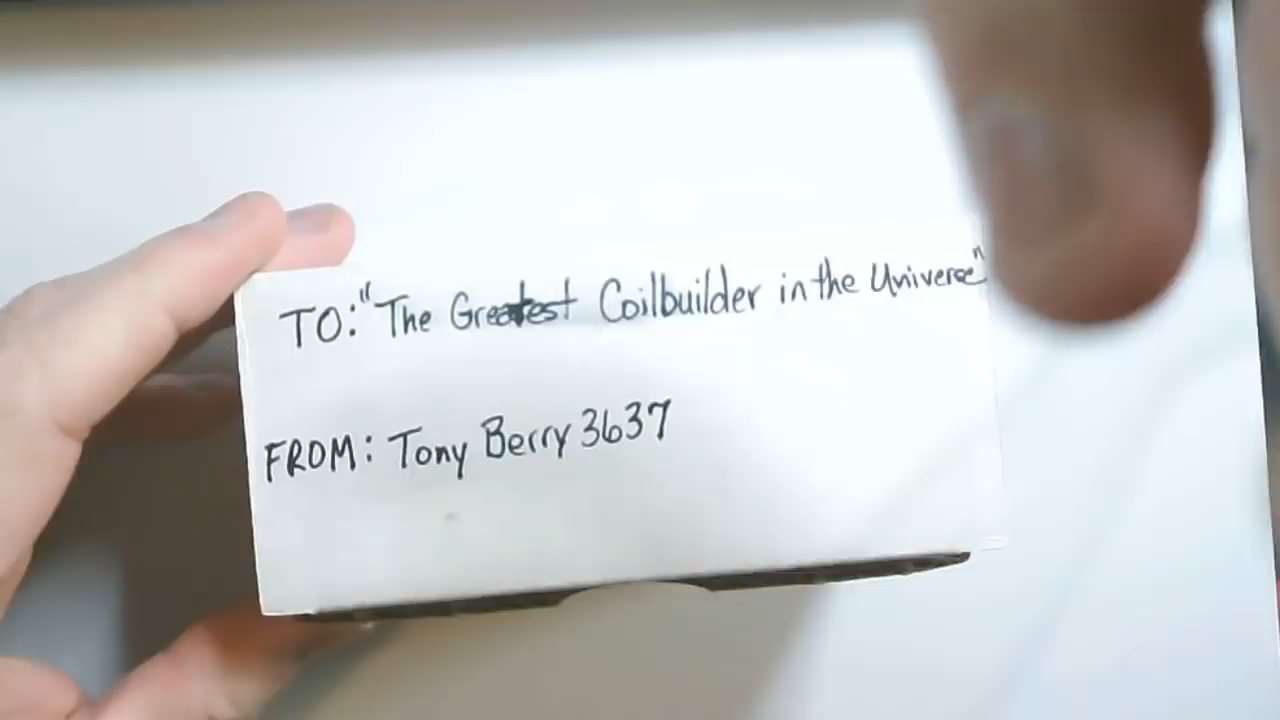 TO: "The Greatest Coilbuilder in the Universe"
FROM: Tony Berry 3637